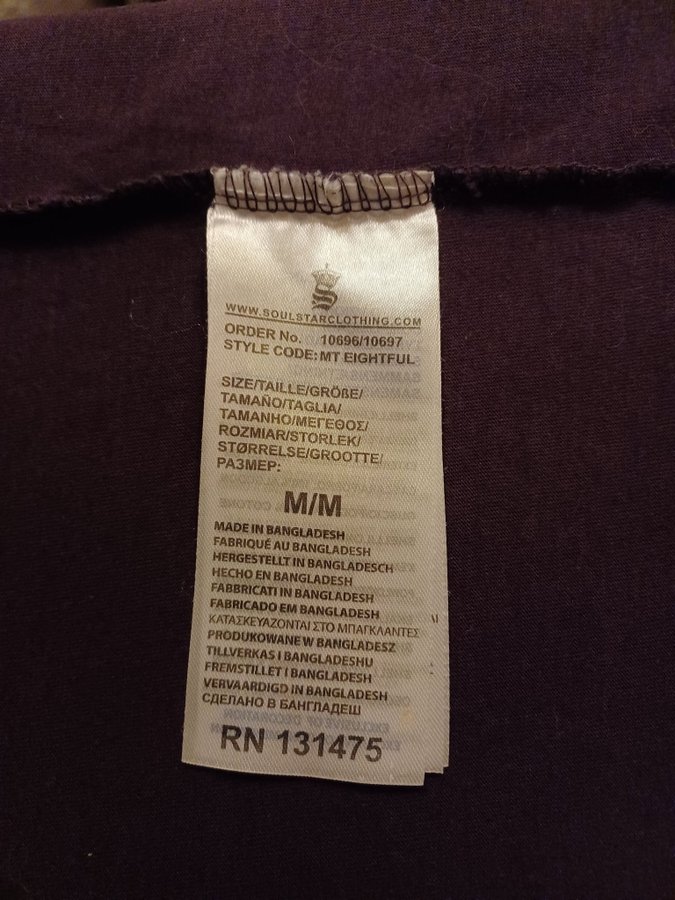 S
WWW.SOULSTARCLOTHING.COM
ORDER No. 10696/10697
STYLE CODE: MT EIGHTFUL
SIZE/TAILLE/GRÖßE/
TAMAÑO/TAGLIA/
TAMANHO/ΜΕΓΕΘΟΣ/
ROZMIAR/STORLEK/
STØRRELSE/GROOTTE/
РАЗМЕР:
M/M
MADE IN BANGLADESH
FABRIQUÉ AU BANGLADESH
HERGESTELLT IN BANGLADESCH
HECHO EN BANGLADESH
FABBRICATI IN BANGLADESH
FABRICADO EM BANGLADESH
ΚΑΤΑΣΚΕΥΑΖΟΝΤΑΙ ΣΤΟ ΜΠΑΓΚΛΑΝΤΕΣ
PRODUKOWANE W BANGLADESZ
TILLVERKAS I BANGLADESHU
FREMSTILLET I BANGLADESH
VERVAARDIGD IN BANGLADESH
СДЕЛАНО В БАНГЛАДЕШ
RN 131475